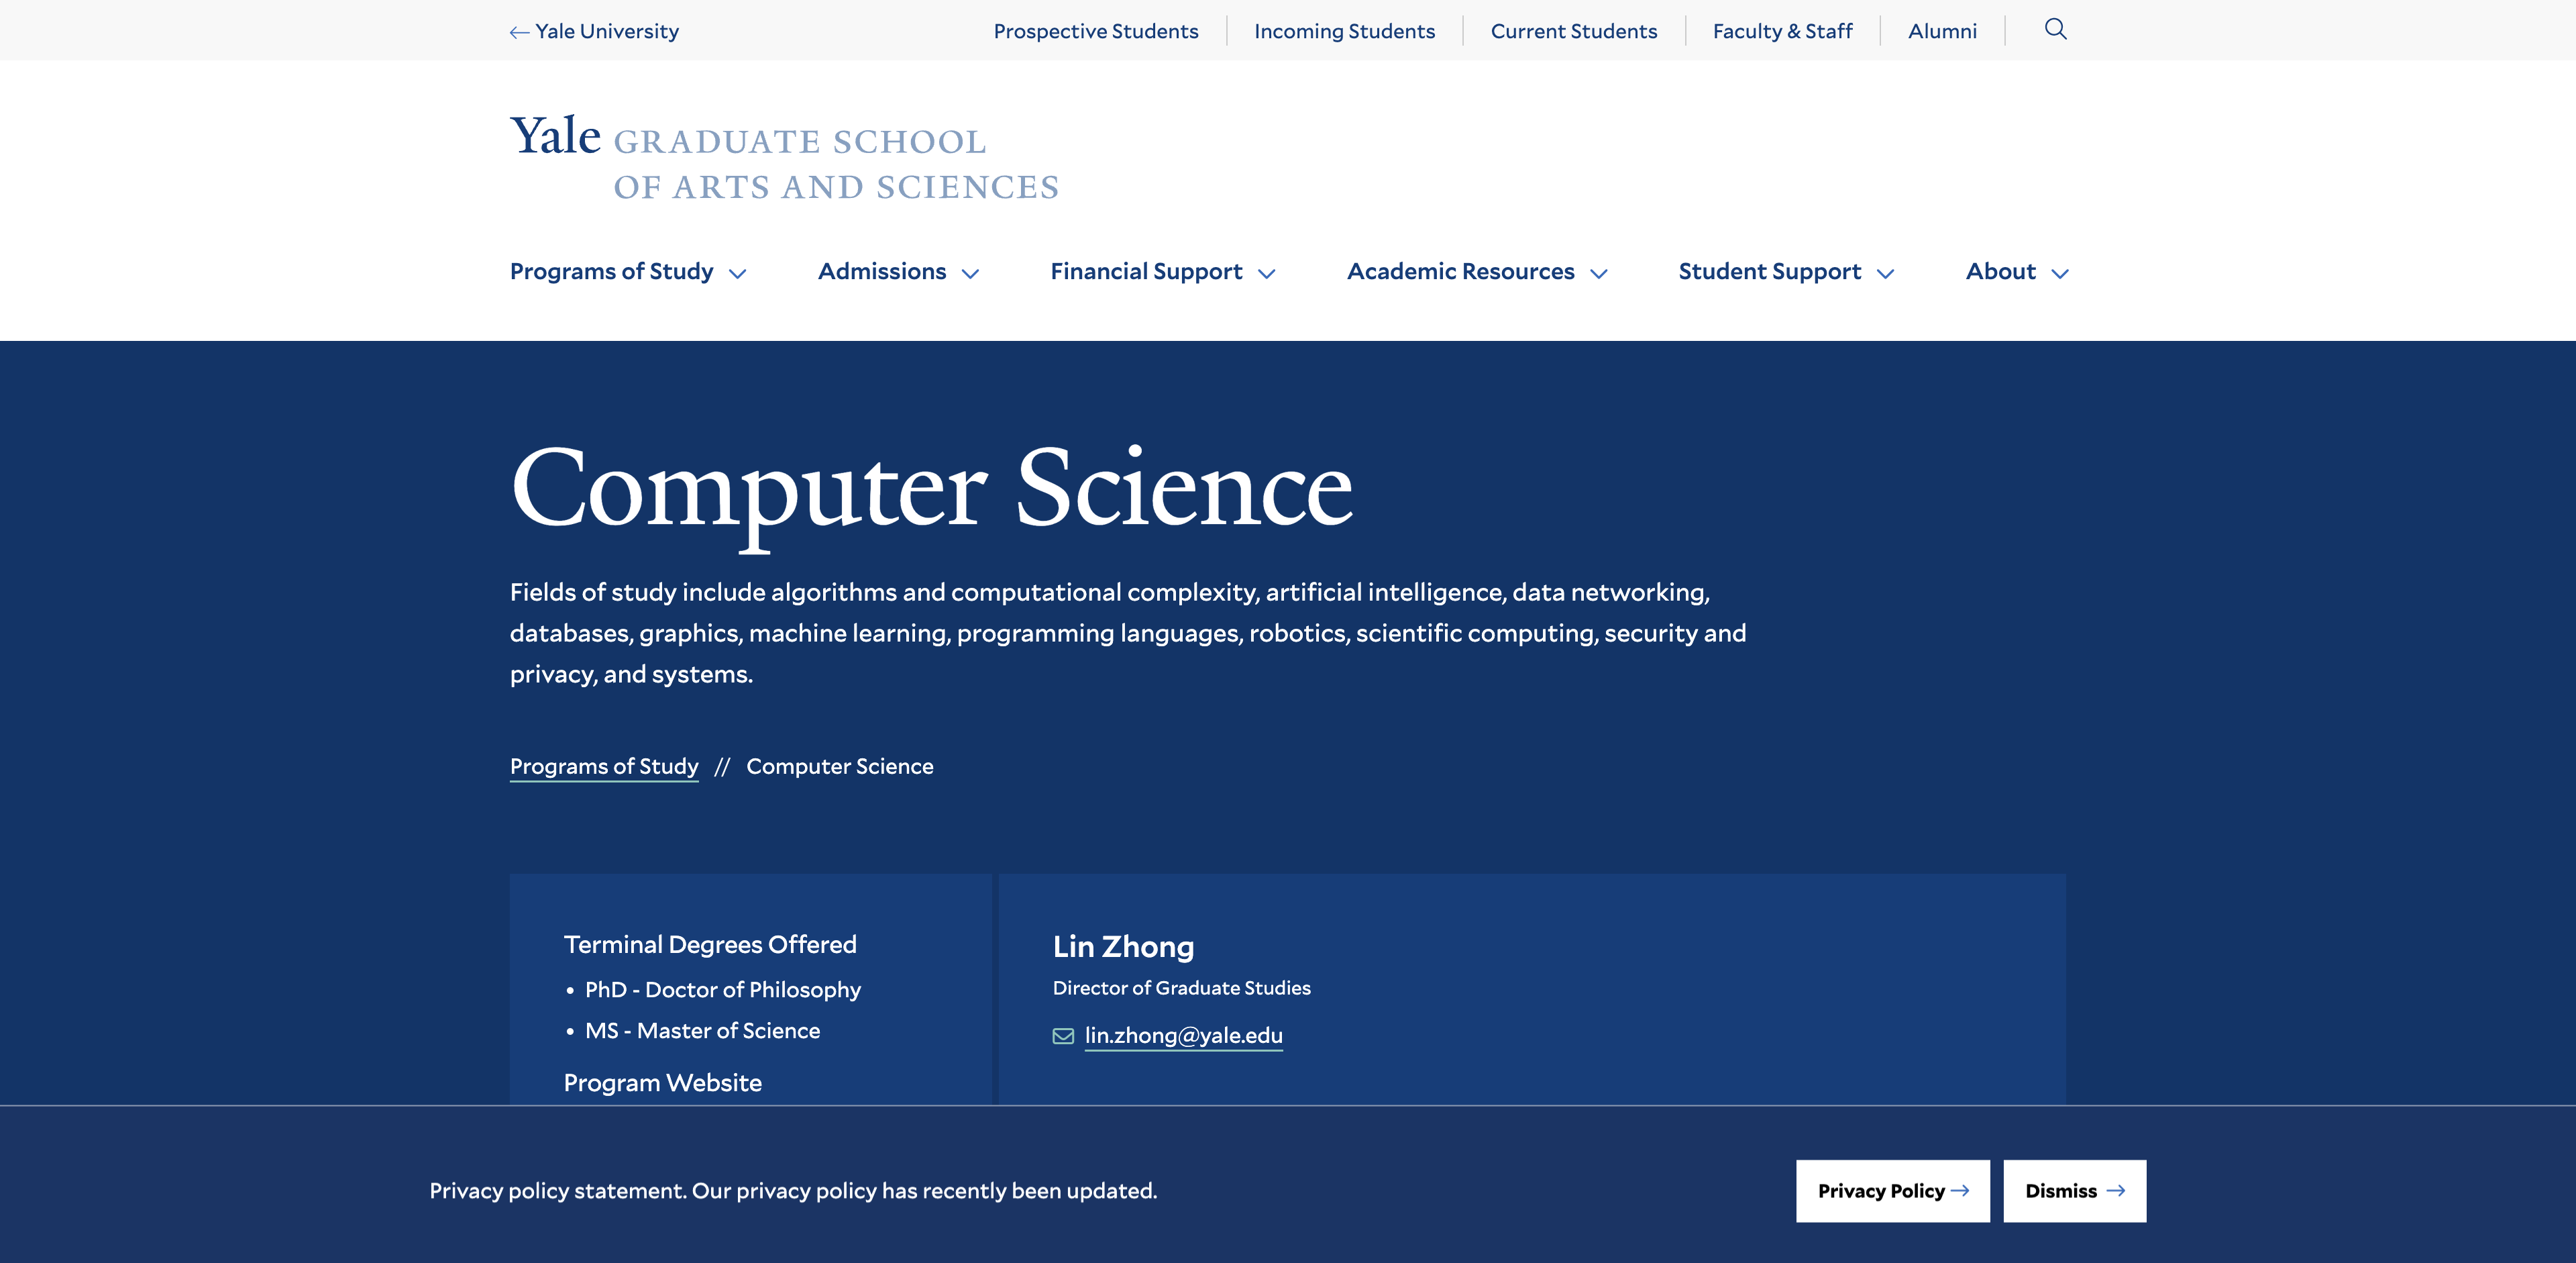 ← Yale University
Prospective Students
Incoming Students
Current Students
Faculty & Staff
Alumni
Yale GRADUATE SCHOOL
OF ARTS AND SCIENCES
Programs of Study
Admissions
Financial Support
Academic Resources
Student Support
About
Computer Science
Fields of study include algorithms and computational complexity, artificial intelligence, data networking,
databases, graphics, machine learning, programming languages, robotics, scientific computing, security and
privacy, and systems.
Programs of Study // Computer Science
Terminal Degrees Offered
• PhD - Doctor of Philosophy
• MS - Master of Science
Program Website
Lin Zhong
Director of Graduate Studies
lin.zhong@yale.edu
Privacy policy statement. Our privacy policy has recently been updated.
Privacy Policy →
Dismiss →